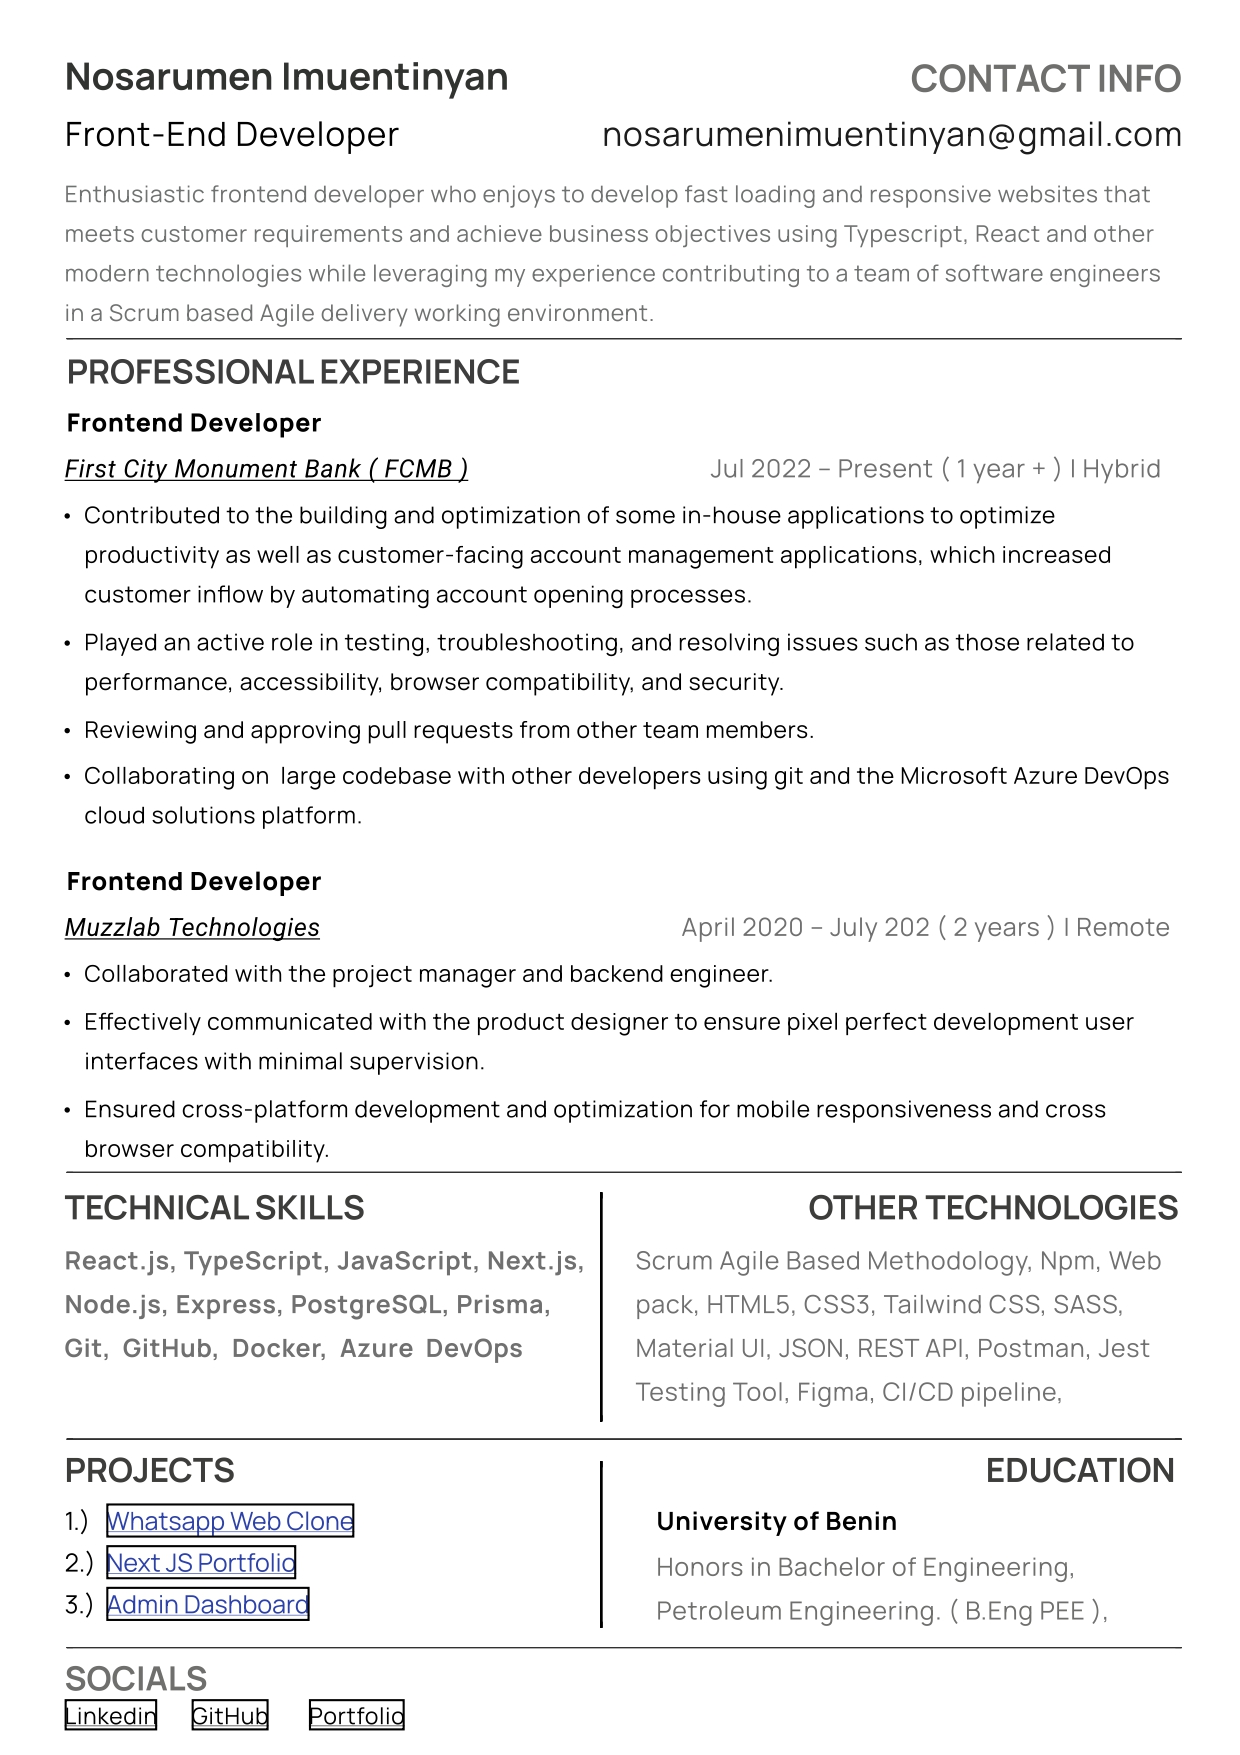 Nosarumen Imuentinyan
CONTACT INFO
Front-End Developer
nosarumenimuentinyan@gmail.com
Enthusiastic frontend developer who enjoys to develop fast loading and responsive websites that
meets customer requirements and achieve business objectives using Typescript, React and other
modern technologies while leveraging my experience contributing to a team of software engineers
in a Scrum based Agile delivery working environment.
PROFESSIONAL EXPERIENCE
Frontend Developer
First City Monument Bank ( FCMB )
Jul 2022 – Present ( 1 year + ) | Hybrid
• Contributed to the building and optimization of some in-house applications to optimize
productivity as well as customer-facing account management applications, which increased
customer inflow by automating account opening processes.
• Played an active role in testing, troubleshooting, and resolving issues such as those related to
performance, accessibility, browser compatibility, and security.
• Reviewing and approving pull requests from other team members.
• Collaborating on  large codebase with other developers using git and the Microsoft Azure DevOps
cloud solutions platform.
Frontend Developer
Muzzlab Technologies
April 2020 – July 202 ( 2 years ) | Remote
• Collaborated with the project manager and backend engineer.
• Effectively communicated with the product designer to ensure pixel perfect development user
interfaces with minimal supervision.
• Ensured cross-platform development and optimization for mobile responsiveness and cross
browser compatibility.
TECHNICAL SKILLS
React.js, TypeScript, JavaScript, Next.js,
Node.js, Express, PostgreSQL, Prisma,
Git, GitHub, Docker, Azure DevOps
OTHER TECHNOLOGIES
Scrum Agile Based Methodology, Npm, Web
pack, HTML5, CSS3, Tailwind CSS, SASS,
Material UI, JSON, REST API, Postman, Jest
Testing Tool, Figma, CI/CD pipeline,
PROJECTS
1.) Whatsapp Web Clone
2.) Next JS Portfolio
3.) Admin Dashboard
EDUCATION
University of Benin
Honors in Bachelor of Engineering,
Petroleum Engineering. ( B.Eng PEE ),
SOCIALS
Linkedin GitHub Portfolio